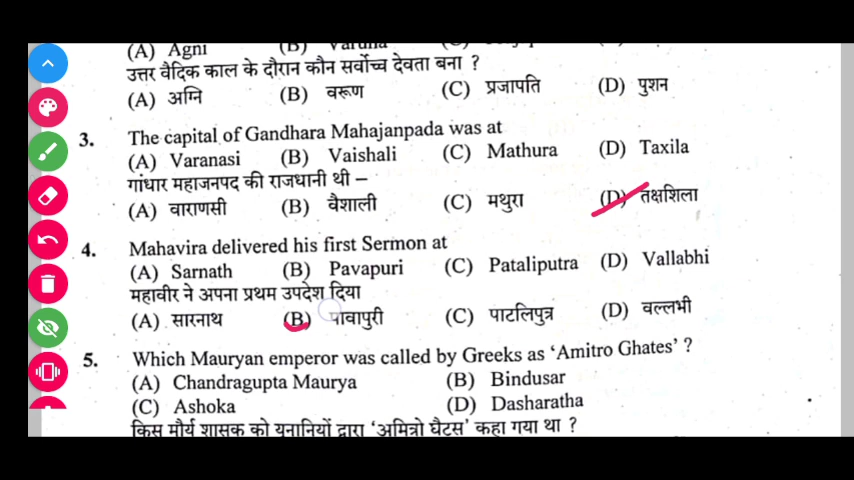 (A) Agni (B) Varuna
उत्तर वैदिक काल के दौरान कौन सर्वोच्च देवता बना ?
(A) अग्नि (B) वरूण (C) प्रजापति (D) पुशन
3. The capital of Gandhara Mahajanpada was at
(A) Varanasi (B) Vaishali (C) Mathura (D) Taxila
गांधार महाजनपद की राजधानी थी –
(A) वाराणसी (B) वैशाली (C) मथुरा (D) तक्षशिला
4. Mahavira delivered his first Sermon at
(A) Sarnath (B) Pavapuri (C) Pataliputra (D) Vallabhi
महावीर ने अपना प्रथम उपदेश दिया
(A) सारनाथ (B) पावापुरी (C) पाटलिपुत्र (D) वल्लभी
5. Which Mauryan emperor was called by Greeks as ‘Amitro Ghates’ ?
(A) Chandragupta Maurya (B) Bindusar
(C) Ashoka (D) Dasharatha
किस मौर्य शासक को यूनानियों द्वारा ‘अमित्रो घैटस’ कहा गया था ?